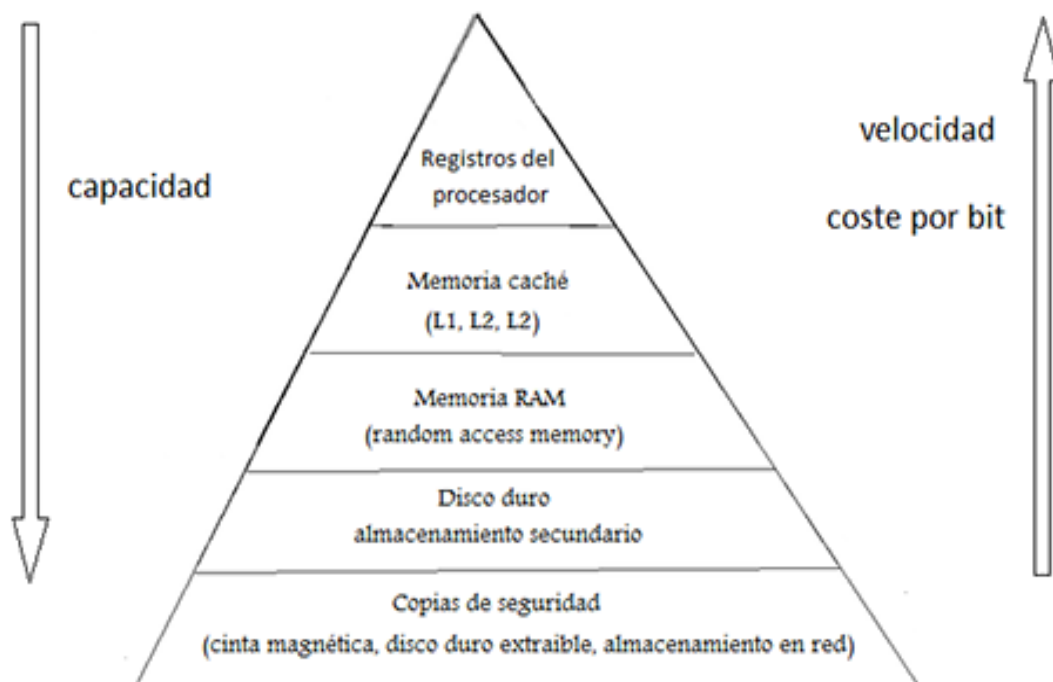 capacidad
velocidad
coste por bit
Registros del
procesador
Memoria caché
(L1, L2, L2)
Memoria RAM
(random access memory)
Disco duro
almacenamiento secundario
Copias de seguridad
(cinta magnética, disco duro extraible, almacenamiento en red)